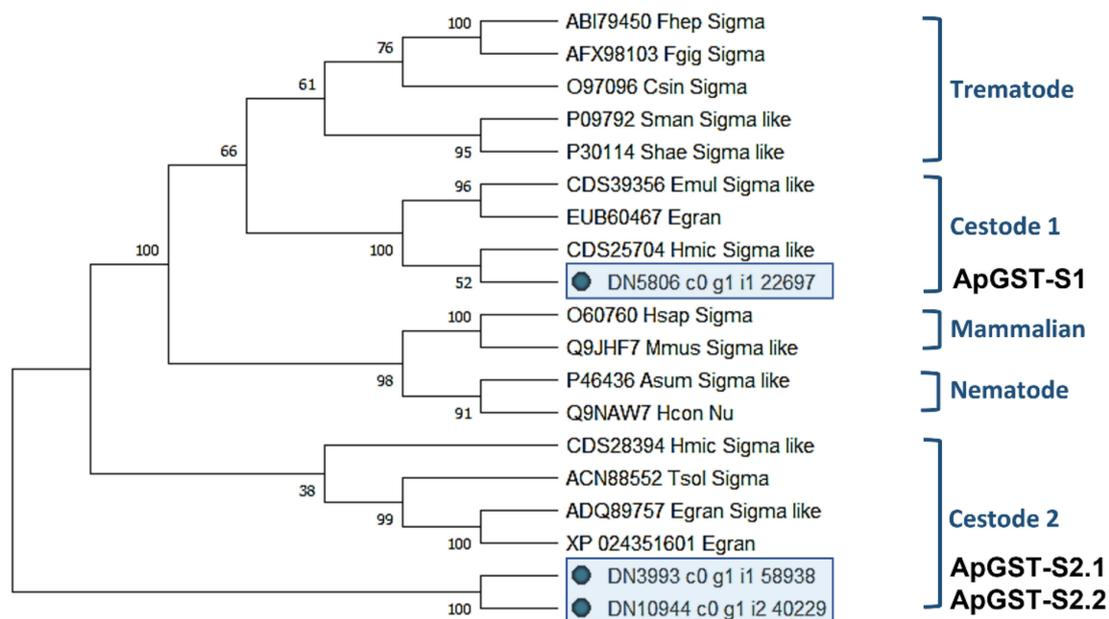 100
ABI79450 Fhep Sigma
76
AFX98103 Fgig Sigma
61
O97096 Csin Sigma
Trematode
P09792 Sman Sigma like
66
95
P30114 Shae Sigma like
96
CDS39356 Emul Sigma like
EUB60467 Egran
Cestode 1
100
100
CDS25704 Hmic Sigma like
52
DN5806 c0 g1 i1 22697
ApGST-S1
100
O60760 Hsap Sigma
Mammalian
Q9JHF7 Mmus Sigma like
98
P46436 Asum Sigma like
Nematode
91
Q9NAW7 Hcon Nu
CDS28394 Hmic Sigma like
38
ACN88552 Tsol Sigma
99
ADQ89757 Egran Sigma like
Cestode 2
100
XP 024351601 Egran
DN3993 c0 g1 i1 58938
ApGST-S2.1
100
DN10944 c0 g1 i2 40229
ApGST-S2.2